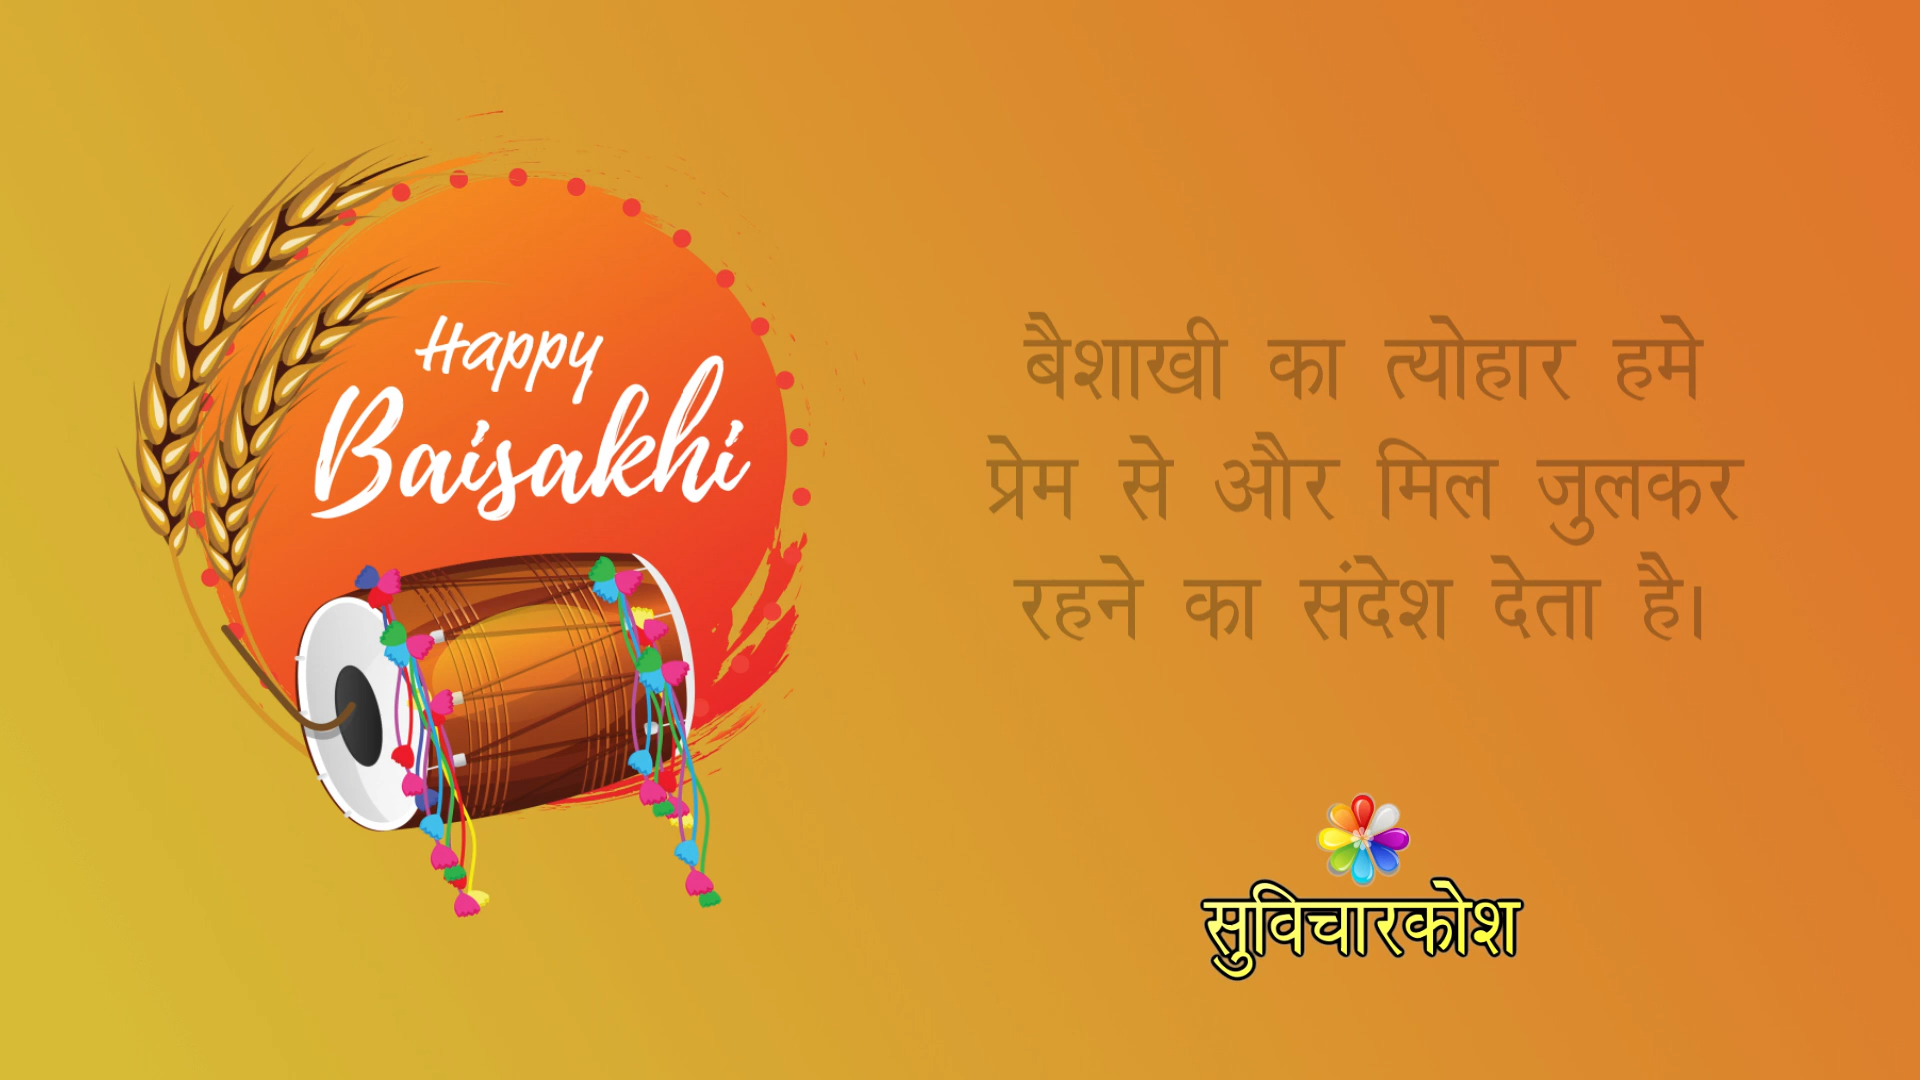 Happy
Baisakhi
बैशाखी का त्योहार हमे
प्रेम से और मिल जुलकर
रहने का संदेश देता है।
सुविचारकोश